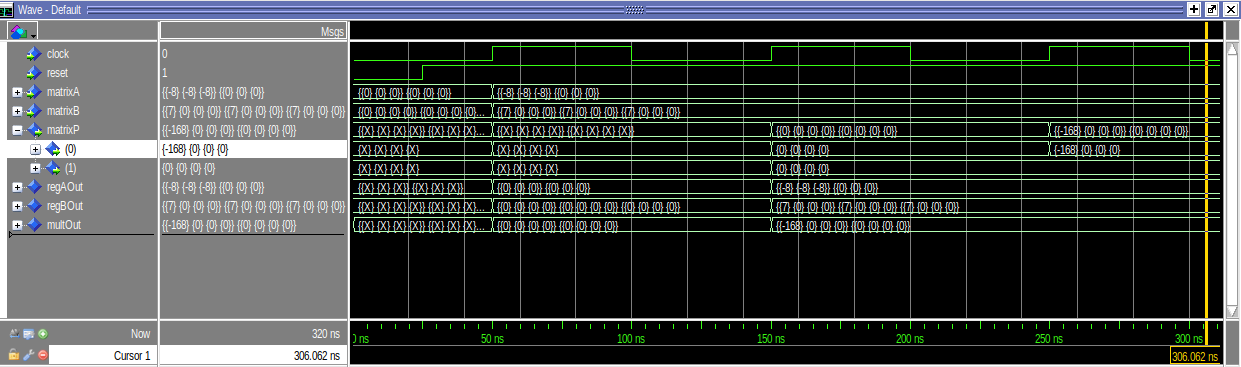 Wave - Default
Msgs
clock 0
reset 1
matrixA {{-8} {-8} {-8}} {{0} {0} {0}} {{0} {0} {0}} {{0} {0} {0}} {{-8} {-8} {-8}} {{0} {0} {0}}
matrixB {{7} {0} {0} {0}} {{7} {0} {0} {0}} {{7} {0} {0} {0}} {{0} {0} {0} {0}} {{0} {0} {0} {0}... {{7} {0} {0} {0}} {{7} {0} {0} {0}} {{7} {0} {0} {0}}
matrixP {{-168} {0} {0} {0}} {{0} {0} {0} {0}} {{X} {X} {X} {X}} {{X} {X} {X}... {{X} {X} {X} {X}} {{X} {X} {X} {X}} {{0} {0} {0} {0}} {{0} {0} {0} {0}} {{-168} {0} {0} {0}} {{0} {0} {0} {0}}
(0) {-168} {0} {0} {0} {X} {X} {X} {X} {X} {X} {X} {X} {0} {0} {0} {0} {-168} {0} {0} {0}
(1) {0} {0} {0} {0} {X} {X} {X} {X} {X} {X} {X} {X} {0} {0} {0} {0}
regAOut {{-8} {-8} {-8}} {{0} {0} {0}} {{X} {X} {X}} {{X} {X} {X}} {{0} {0} {0}} {{0} {0} {0}} {{-8} {-8} {-8}} {{0} {0} {0}}
regBOut {{7} {0} {0} {0}} {{7} {0} {0} {0}} {{7} {0} {0} {0}} {{X} {X} {X} {X}} {{X} {X} {X}... {{0} {0} {0} {0}} {{0} {0} {0} {0}} {{0} {0} {0} {0}} {{7} {0} {0} {0}} {{7} {0} {0} {0}} {{7} {0} {0} {0}}
multOut {{-168} {0} {0} {0}} {{0} {0} {0} {0}} {{X} {X} {X} {X}} {{X} {X} {X}... {{0} {0} {0} {0}} {{0} {0} {0} {0}} {{-168} {0} {0} {0}} {{0} {0} {0} {0}}
Now 320 ns
0 ns 50 ns 100 ns 150 ns 200 ns 250 ns 300 ns
Cursor 1 306.062 ns 306.062 ns